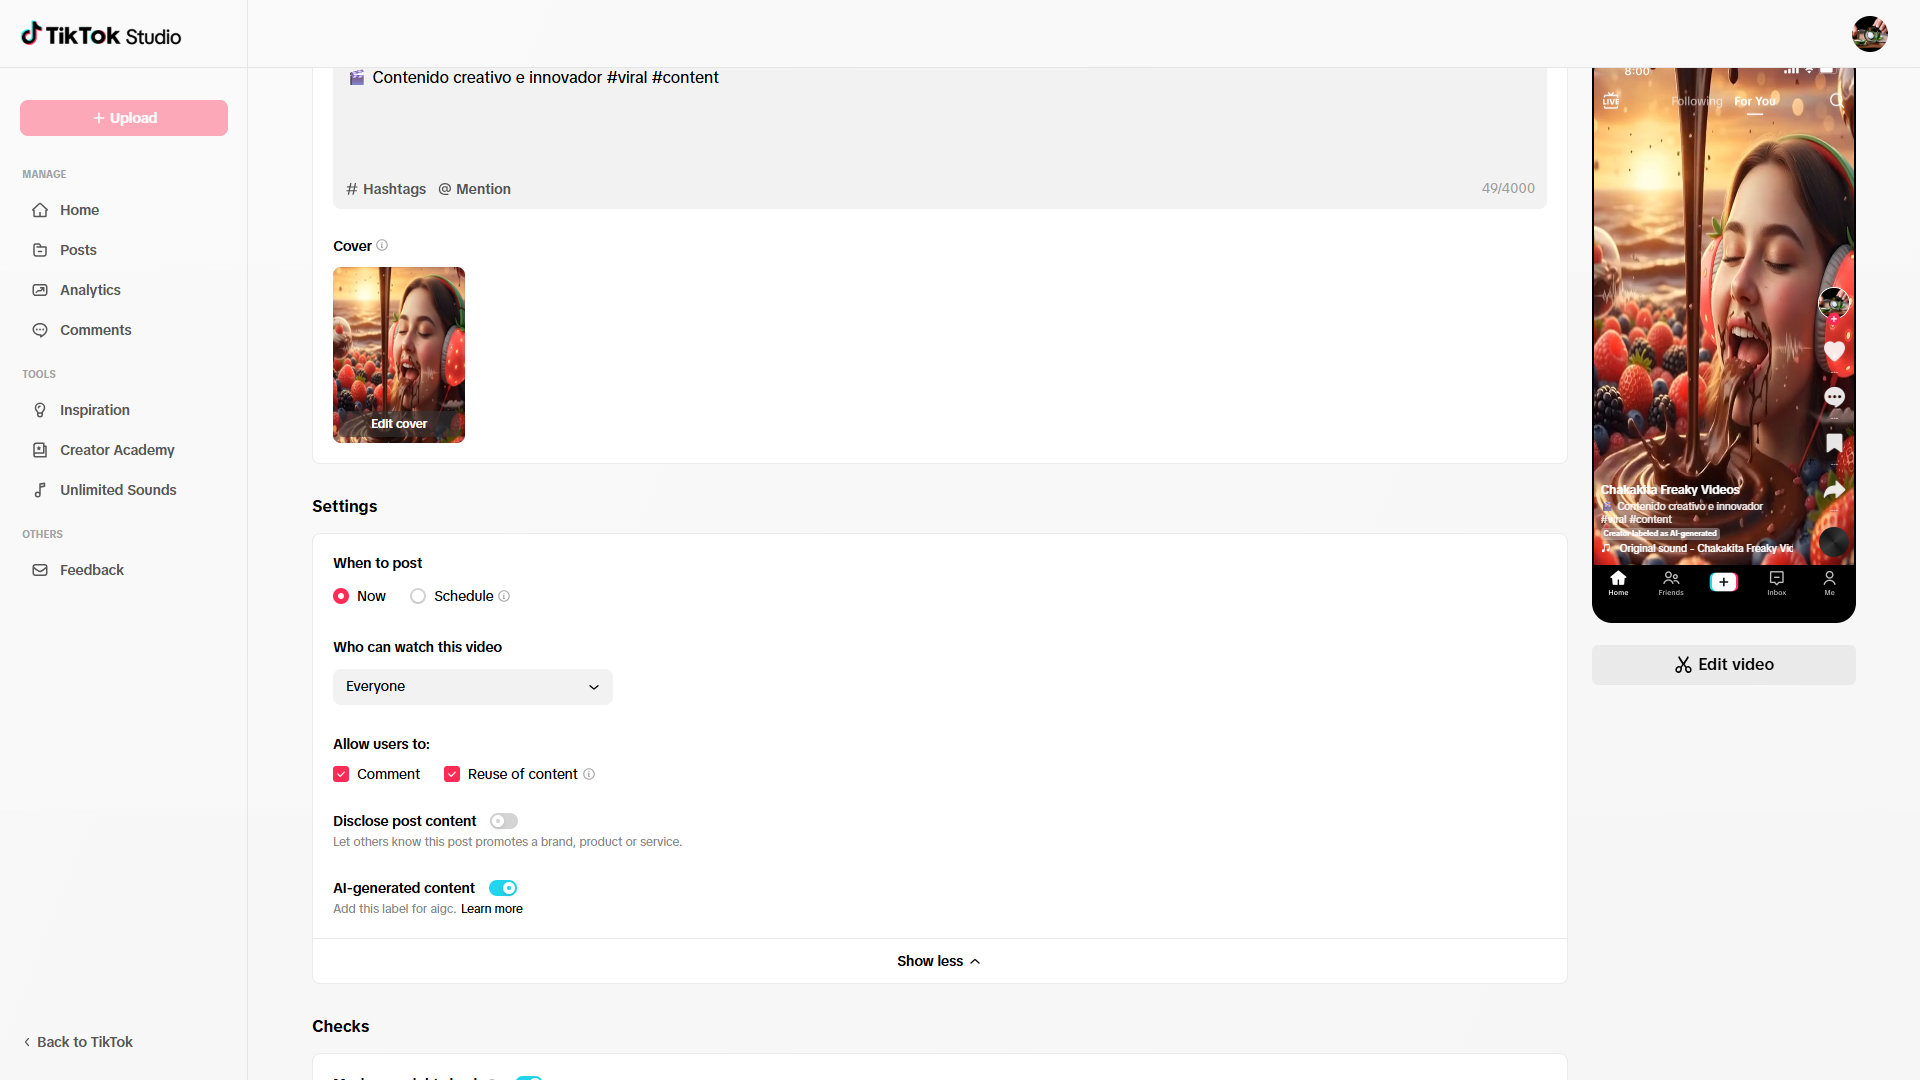 TikTok Studio
+ Upload
MANAGE
Home
Posts
Analytics
Comments
TOOLS
Inspiration
Creator Academy
Unlimited Sounds
OTHERS
Feedback
Back to TikTok
🎬 Contenido creativo e innovador #viral #content
# Hashtags @ Mention
49/4000
Cover
Edit cover
Settings
When to post
Now
Schedule
Who can watch this video
Everyone
Allow users to:
Comment
Reuse of content
Disclose post content
Let others know this post promotes a brand, product or service.
AI-generated content
Add this label for aigc. Learn more
Show less
Checks
8:00
LIVE
Following For You
Chakakita Freaky Videos
🎬 Contenido creativo e innovador
#viral #content
Creator labeled as AI-generated
Original sound - Chakakita Freaky Vid
Home
Friends
Inbox
Me
Edit video